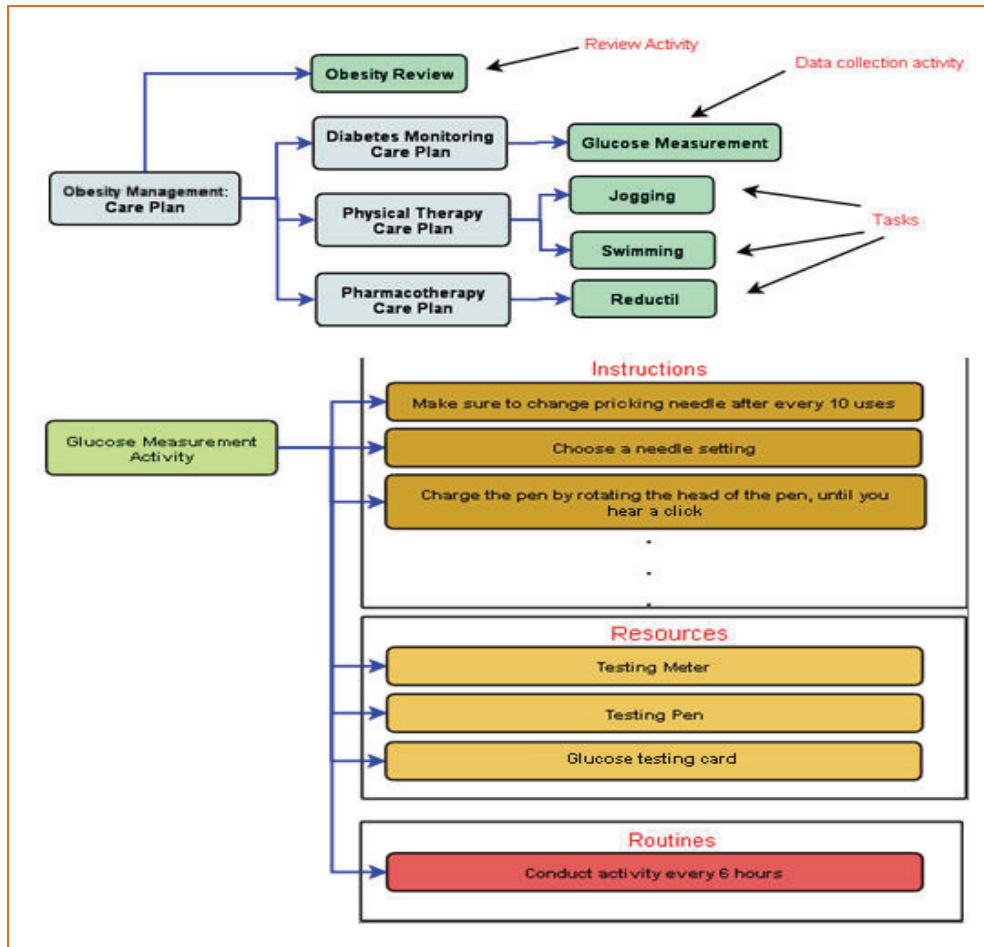 Review Activity
Obesity Review
Data collection activity
Diabetes Monitoring
Care Plan
Glucose Measurement
Obesity Management:
Care Plan
Physical Therapy
Care Plan
Jogging
Tasks
Swimming
Pharmacotherapy
Care Plan
Reductil
Instructions
Make sure to change pricking needle after every 10 uses
Glucose Measurement
Activity
Choose a needle setting
Charge the pen by rotating the head of the pen, until you
hear a click
.
.
.
Resources
Testing Meter
Testing Pen
Glucose testing card
Routines
Conduct activity every 6 hours